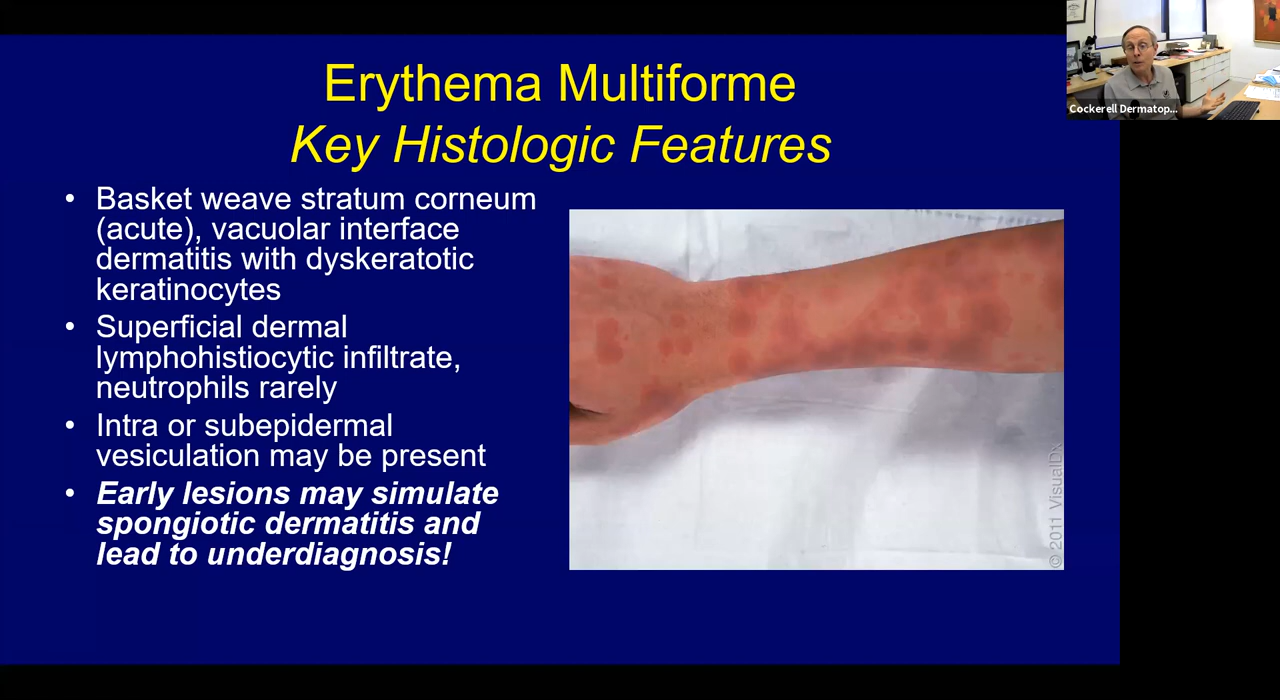 Erythema Multiforme
Key Histologic Features
• Basket weave stratum corneum
(acute), vacuolar interface
dermatitis with dyskeratotic
keratinocytes
• Superficial dermal
lymphohistiocytic infiltrate,
neutrophils rarely
• Intra or subepidermal
vesiculation may be present
• Early lesions may simulate
spongiotic dermatitis and
lead to underdiagnosis!
© 2011 VisualDx
Cockerell Dermatop...